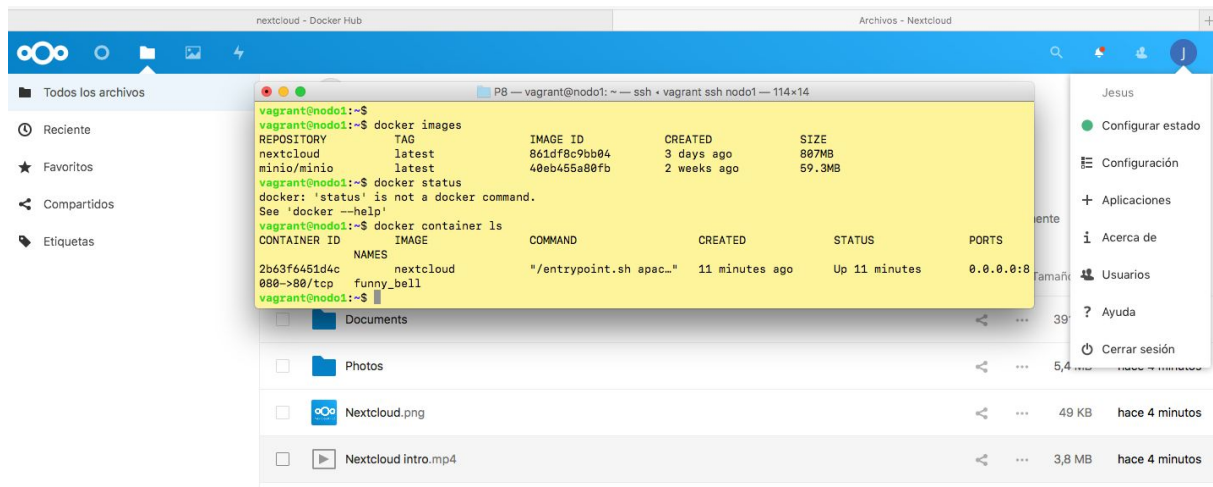 nextcloud - Docker Hub
Archivos - Nextcloud
J
Todos los archivos
Reciente
Favoritos
Compartidos
Etiquetas
P8 — vagrant@nodo1: ~ — ssh ◂ vagrant ssh nodo1 — 114×14
vagrant@nodo1:~$
vagrant@nodo1:~$ docker images
REPOSITORY TAG IMAGE ID CREATED SIZE
nextcloud latest 861df8c9bb04 3 days ago 807MB
minio/minio latest 40eb455a80fb 2 weeks ago 59.3MB
vagrant@nodo1:~$ docker status
docker: 'status' is not a docker command.
See 'docker --help'
vagrant@nodo1:~$ docker container ls
CONTAINER ID IMAGE COMMAND CREATED STATUS PORTS
NAMES
2b63f6451d4c nextcloud "/entrypoint.sh apac…" 11 minutes ago Up 11 minutes 0.0.0.0:8
080->80/tcp funny_bell
vagrant@nodo1:~$
Jesus
Configurar estado
Configuración
Aplicaciones
Acerca de
Usuarios
Ayuda
Cerrar sesión
Documents
Photos
Nextcloud.png 49 KB hace 4 minutos
Nextcloud intro.mp4 3,8 MB hace 4 minutos